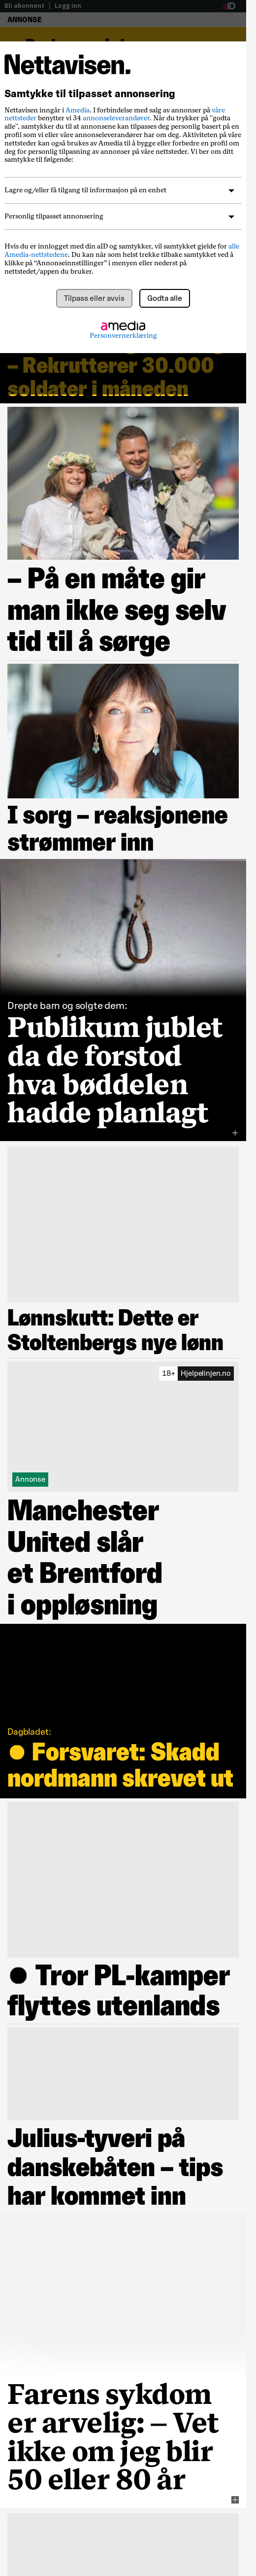 Bli abonnent | Logg inn
aID
ANNONSE
Nettavisen.
Samtykke til tilpasset annonsering
Nettavisen inngår i Amedia. I forbindelse med salg av annonser på våre
nettsteder benytter vi 34 annonseleverandører. Når du trykker på "godta
alle", samtykker du til at annonsene kan tilpasses deg personlig basert på en
profil som vi eller våre annonseleverandører har om deg. Aktiviteten på våre
nettsteder kan også brukes av Amedia til å bygge eller forbedre en profil om
deg for personlig tilpasning av annonser på våre nettsteder. Vi ber om ditt
samtykke til følgende:
Lagre og/eller få tilgang til informasjon på en enhet
Personlig tilpasset annonsering
Hvis du er innlogget med din aID og samtykker, vil samtykket gjelde for alle
Amedia-nettstedene. Du kan når som helst trekke tilbake samtykket ved å
klikke på “Annonseinnstillinger” i menyen eller nederst på
nettstedet/appen du bruker.
Tilpass eller avvis
Godta alle
amedia
Personvernerklæring
– Rekrutterer 30.000
soldater i måneden
– På en måte gir
man ikke seg selv
tid til å sørge
I sorg – reaksjonene
strømmer inn
Drepte barn og solgte dem:
Publikum jublet
da de forstod
hva bøddelen
hadde planlagt
Lønnskutt: Dette er
Stoltenbergs nye lønn
18+ Hjelpelinjen.no
Annonse
Manchester
United slår
et Brentford
i oppløsning
Dagbladet:
● Forsvaret: Skadd
nordmann skrevet ut
● Tror PL-kamper
flyttes utenlands
Julius-tyveri på
danskebåten – tips
har kommet inn
Farens sykdom
er arvelig: – Vet
ikke om jeg blir
50 eller 80 år